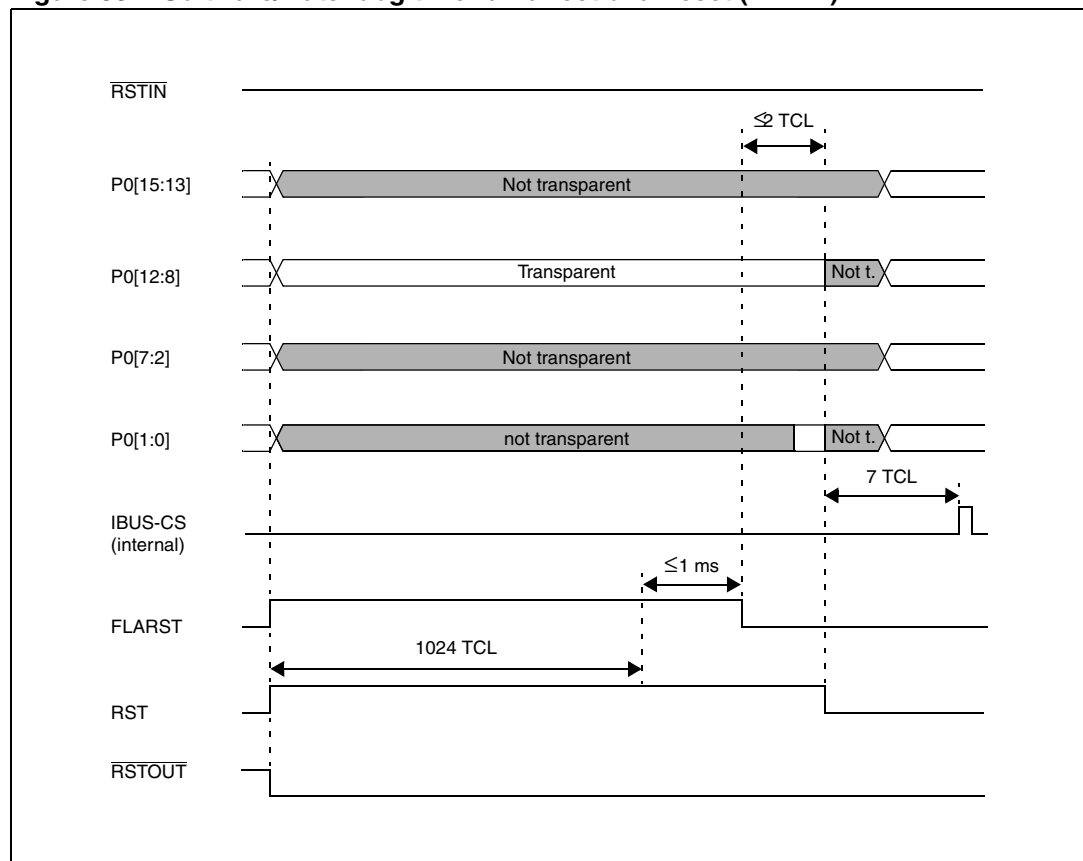 RSTIN
≤2 TCL
P0[15:13]
Not transparent
P0[12:8]
Transparent
Not t.
P0[7:2]
Not transparent
P0[1:0]
not transparent
Not t.
7 TCL
IBUS-CS
(internal)
≤1 ms
FLARST
1024 TCL
RST
RSTOUT